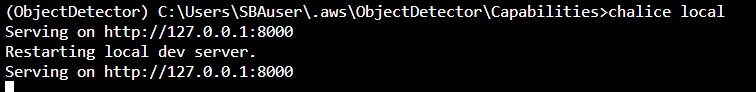 (ObjectDetector) C:\Users\SBAuser\.aws\ObjectDetector\Capabilities>chalice local
Serving on http://127.0.0.1:8000
Restarting local dev server.
Serving on http://127.0.0.1:8000